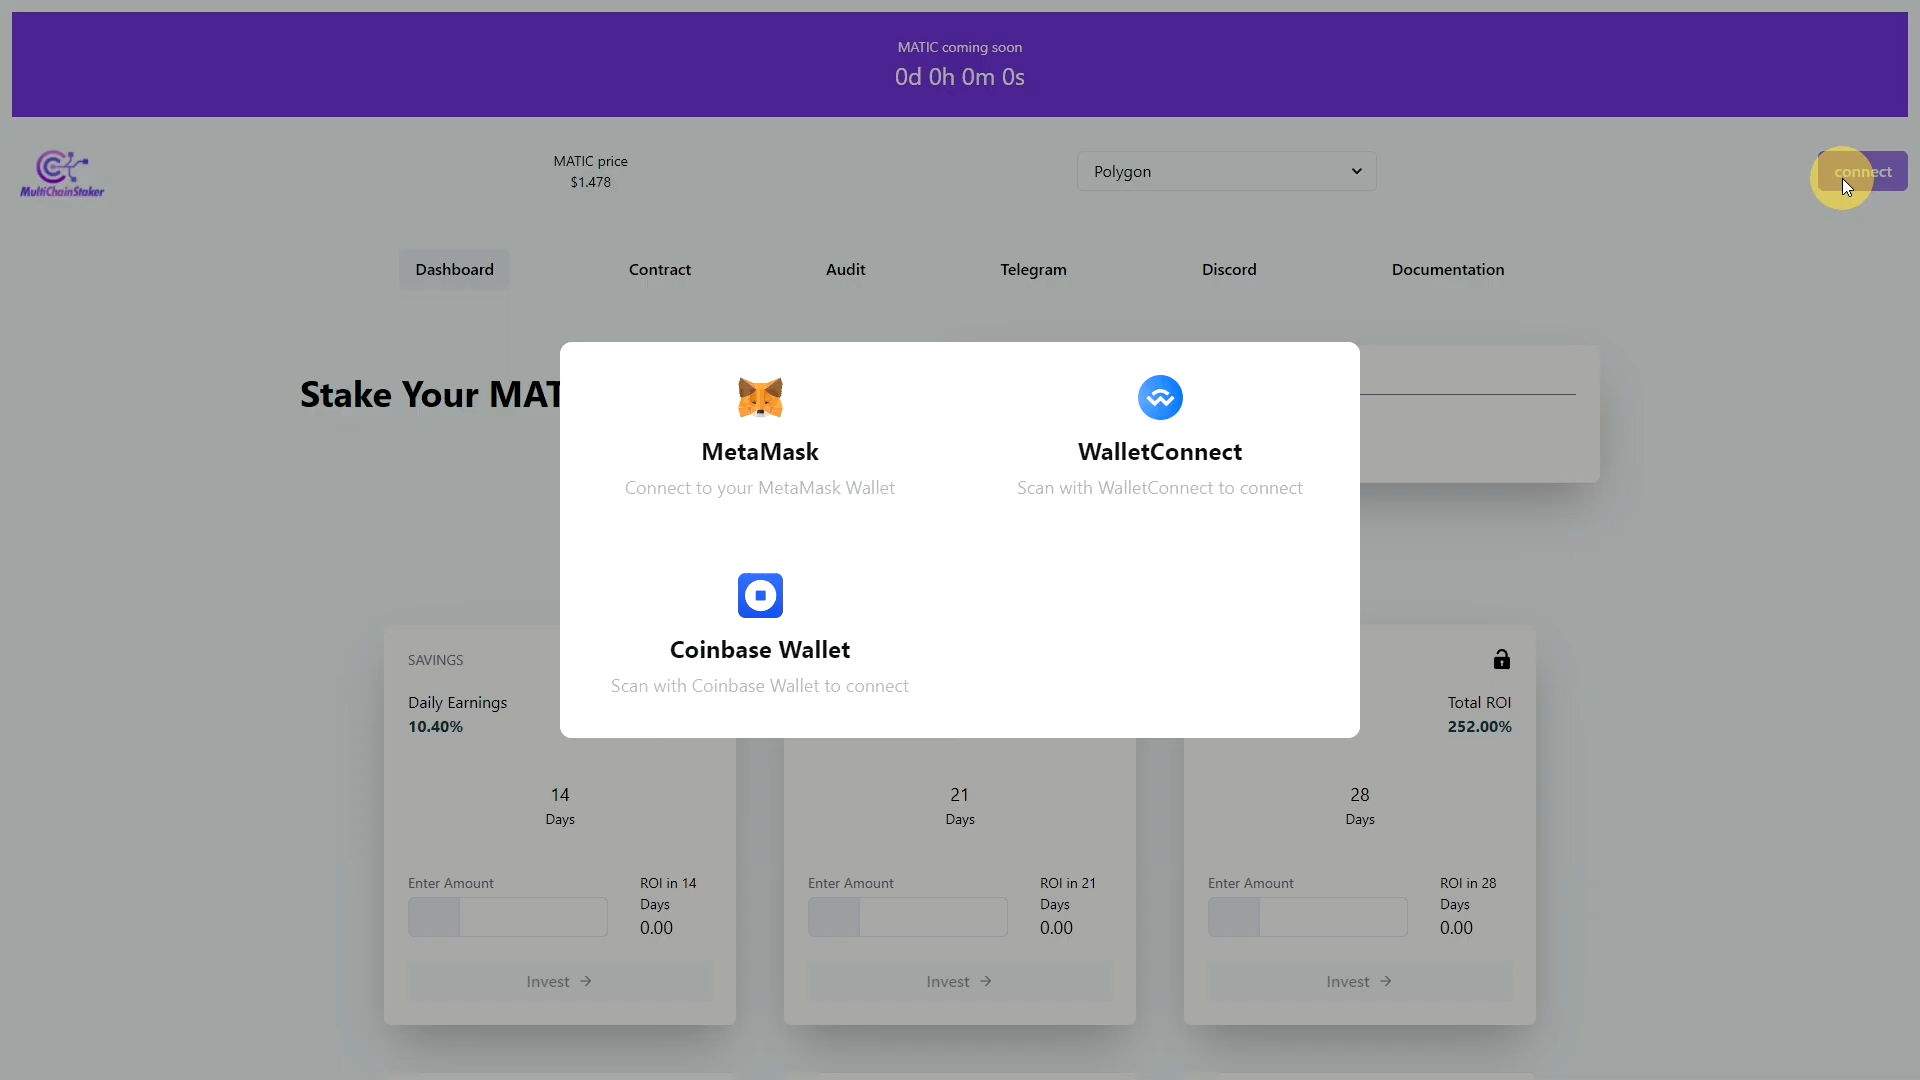 MATIC coming soon
0d 0h 0m 0s
MultiChainStaker
MATIC price
$1.478
Polygon
connect
Dashboard
Contract
Audit
Telegram
Discord
Documentation
Stake Your MAT
MetaMask
Connect to your MetaMask Wallet
WalletConnect
Scan with WalletConnect to connect
Coinbase Wallet
Scan with Coinbase Wallet to connect
SAVINGS
Daily Earnings
10.40%
14
Days
Enter Amount
ROI in 14
Days
0.00
Invest →
21
Days
Enter Amount
ROI in 21
Days
0.00
Invest →
Total ROI
252.00%
28
Days
Enter Amount
ROI in 28
Days
0.00
Invest →